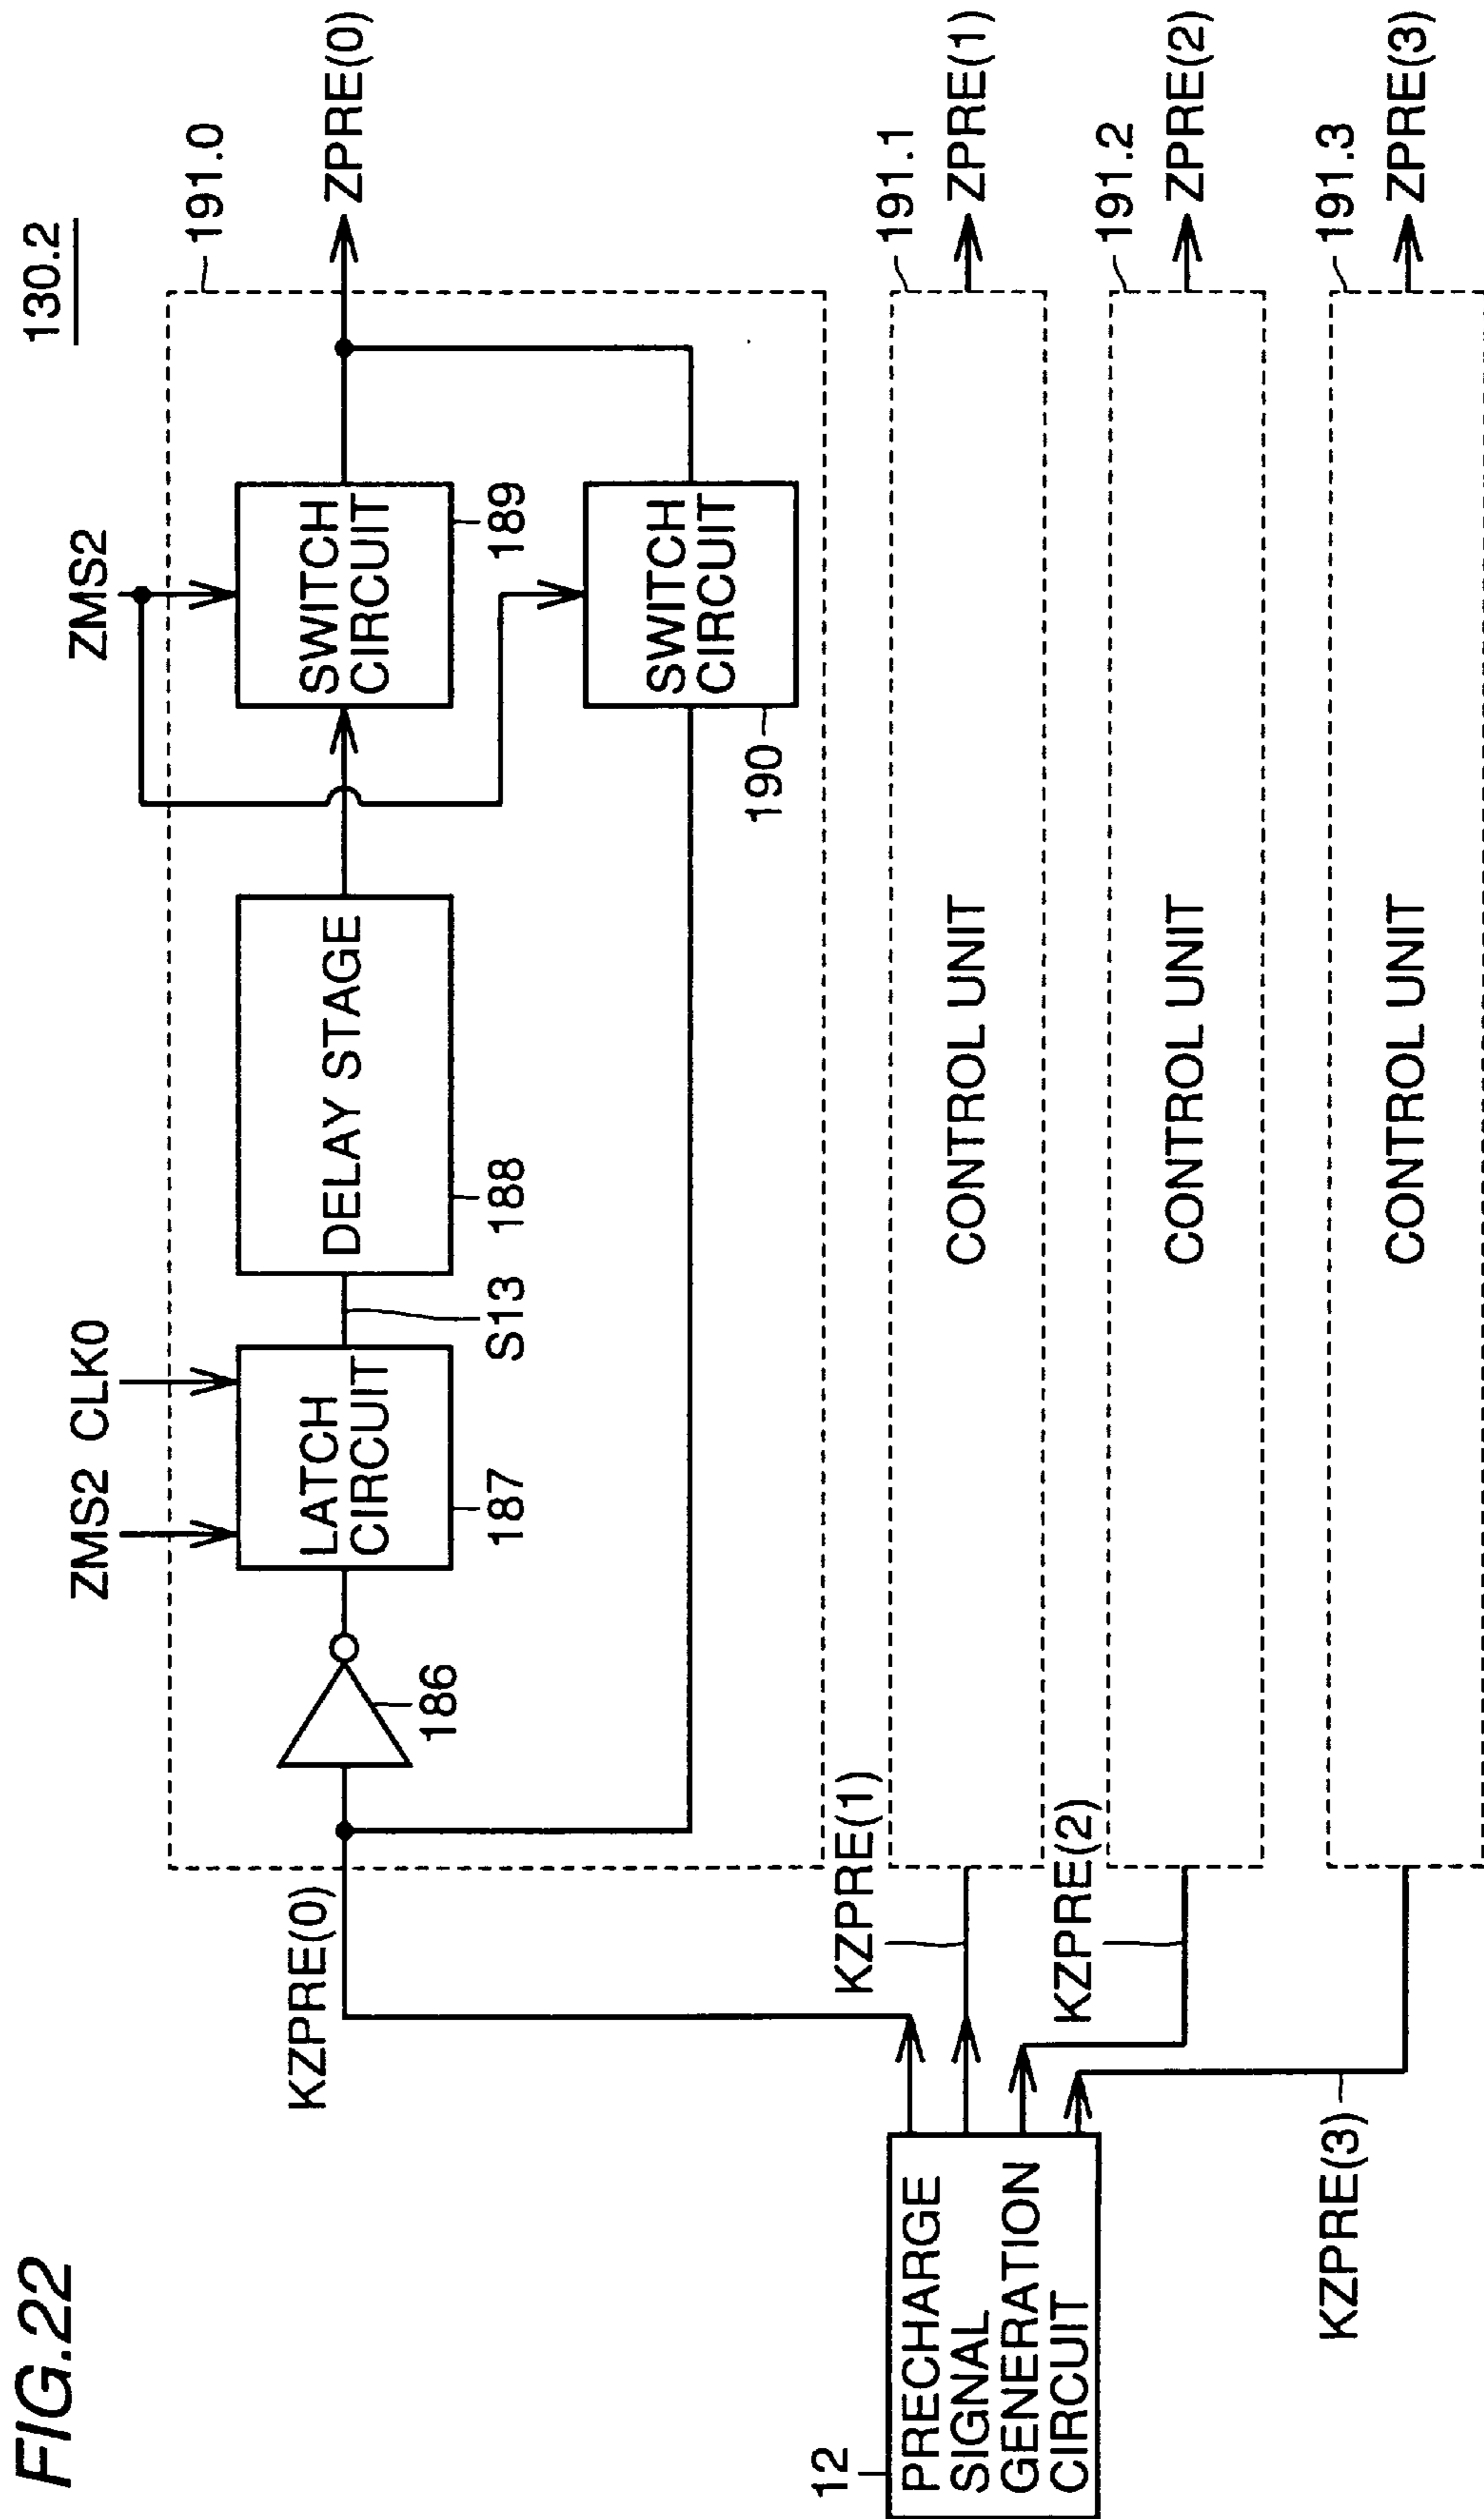 FIG.22
130.2
ZMS2 CLK0
ZMS2
191.0
KZPRE(0)
ZPRE(0)
186
LATCH
CIRCUIT
187
S13
DELAY STAGE
188
SWITCH
CIRCUIT
189
SWITCH
CIRCUIT
190
12
PRECHARGE
SIGNAL
GENERATION
CIRCUIT
KZPRE(1)
CONTROL UNIT
191.1
ZPRE(1)
KZPRE(2)
CONTROL UNIT
191.2
ZPRE(2)
KZPRE(3)
CONTROL UNIT
191.3
ZPRE(3)